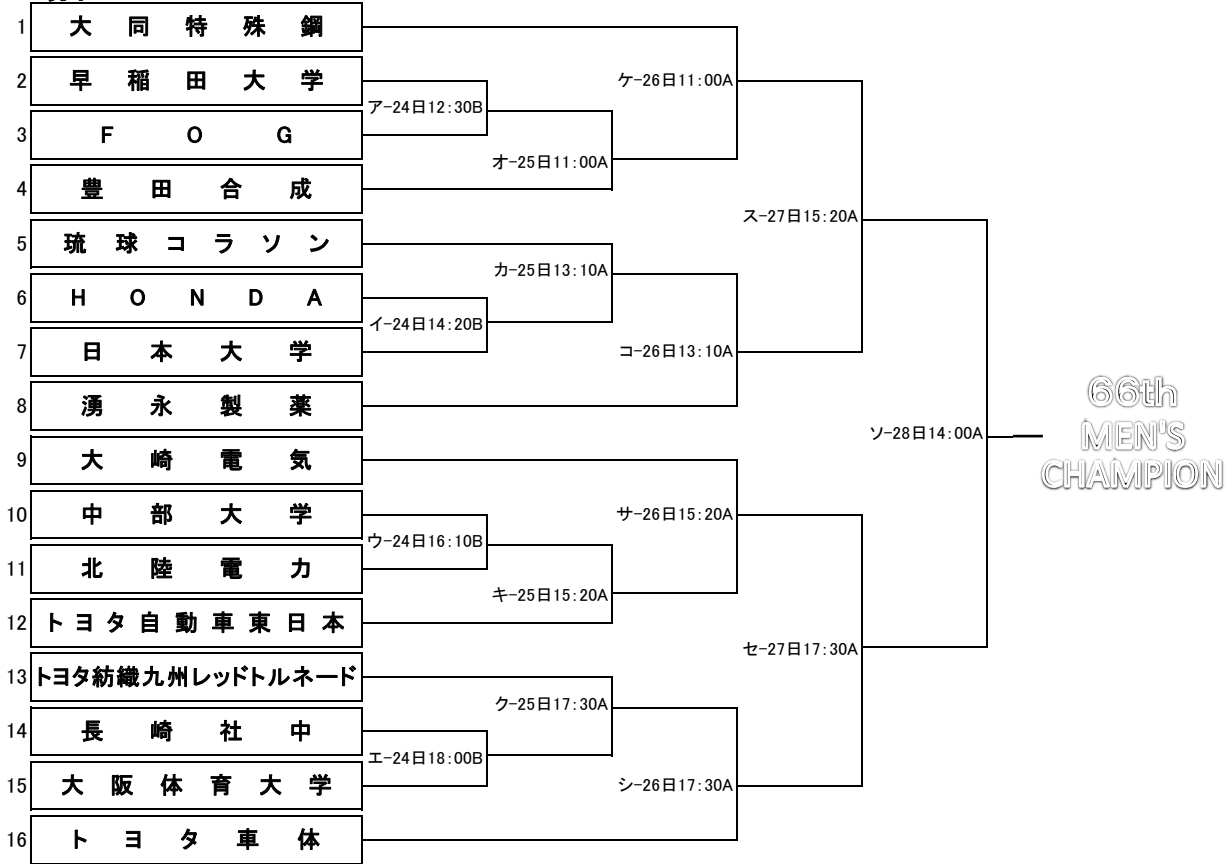 1 大同特殊鋼
2 早稲田大学
3 FOG
4 豊田合成
5 琉球コラソン
6 HONDA
7 日本大学
8 湧永製薬
9 大崎電気
10 中部大学
11 北陸電力
12 トヨタ自動車東日本
13 トヨタ紡織九州レッドトルネード
14 長崎社中
15 大阪体育大学
16 トヨタ車体
ア-24日12:30B
イ-24日14:20B
ウ-24日16:10B
エ-24日18:00B
オ-25日11:00A
カ-25日13:10A
キ-25日15:20A
ク-25日17:30A
ケ-26日11:00A
コ-26日13:10A
サ-26日15:20A
シ-26日17:30A
ス-27日15:20A
セ-27日17:30A
ソ-28日14:00A
66th
MEN'S
CHAMPION